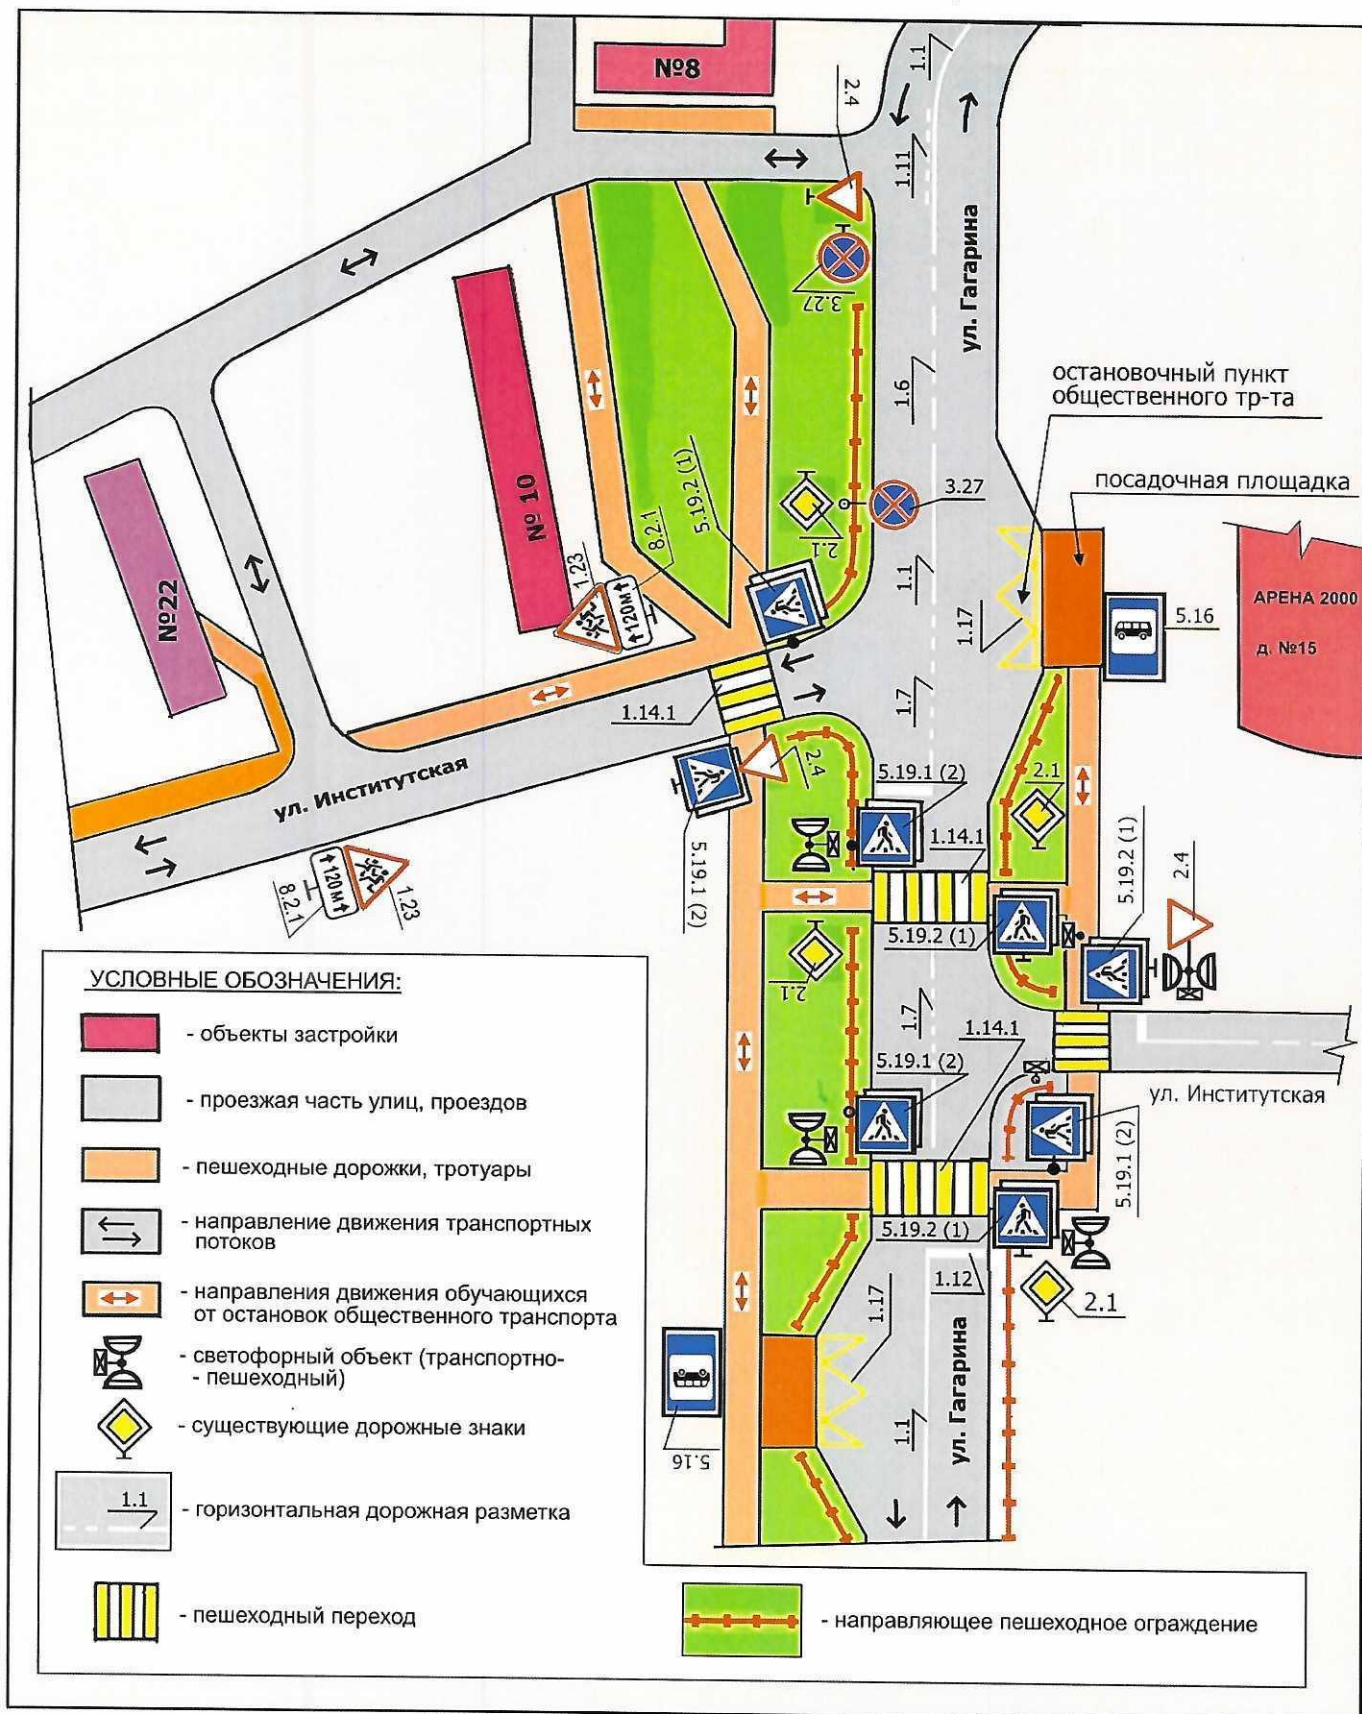 №8
2.4
1.1
1.11
ул. Гагарина
3.27
1.6
остановочный пункт
общественного тр-та
5.19.2 (1)
№ 10
8.2.1
3.27
посадочная площадка
2.1
1.23
120м
1.1
№22
1.17
5.16
АРЕНА 2000
д. №15
1.14.1
1.7
2.4
ул. Институтская
5.19.1 (2)
2.1
1.14.1
5.19.2 (1)
2.4
5.19.1 (2)
120 м
8.2.1
1.23
5.19.2 (1)
2.1
1.7
1.14.1
5.19.1 (2)
ул. Институтская
5.19.1 (2)
5.19.2 (1)
1.12
2.1
1.17
5.16
1.1
ул. Гагарина
УСЛОВНЫЕ ОБОЗНАЧЕНИЯ:
- объекты застройки
- проезжая часть улиц, проездов
- пешеходные дорожки, тротуары
- направление движения транспортных
потоков
- направления движения обучающихся
от остановок общественного транспорта
- светофорный объект (транспортно-
- пешеходный)
- существующие дорожные знаки
1.1
- горизонтальная дорожная разметка
- пешеходный переход
- направляющее пешеходное ограждение